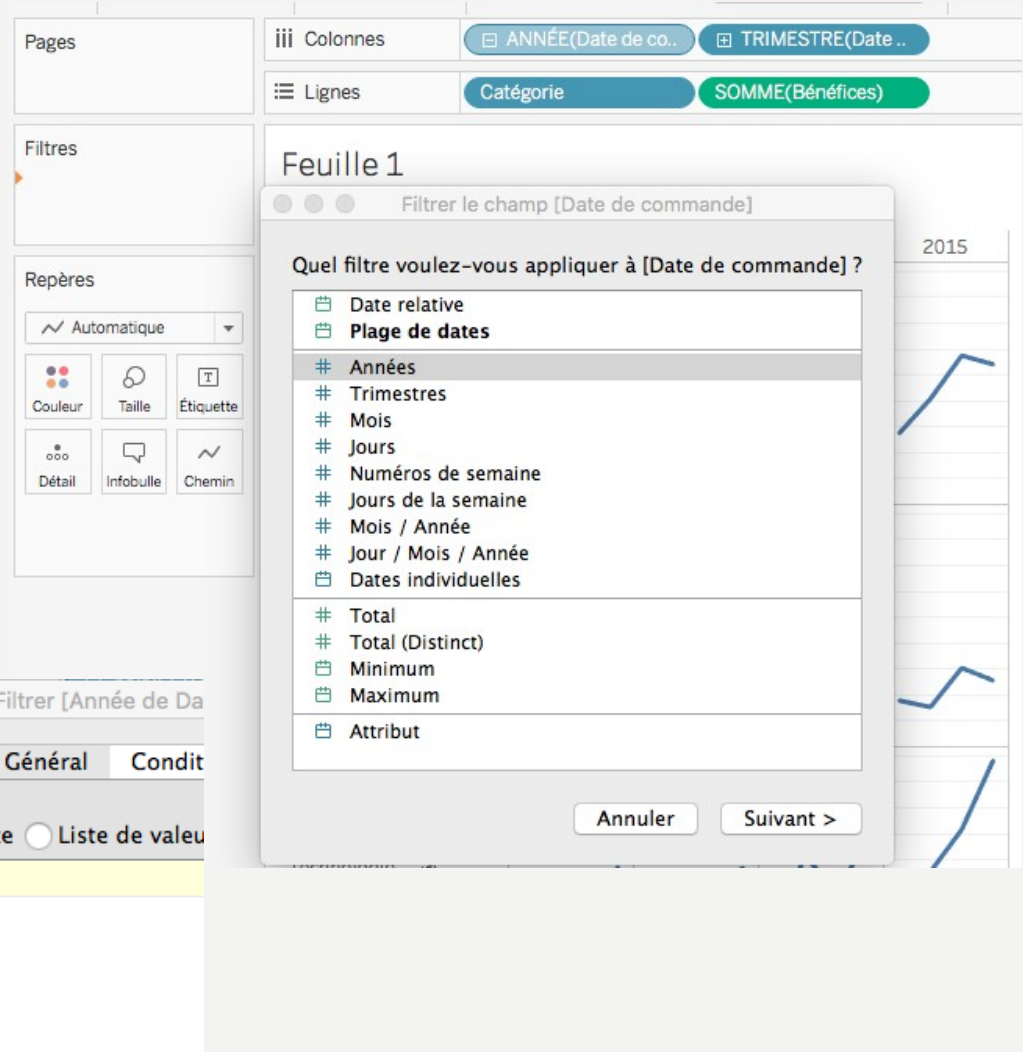 Pages
iii Colonnes
ANNÉE(Date de co..
TRIMESTRE(Date ..
Lignes
Catégorie
SOMME(Bénéfices)
Filtres
Feuille 1
Filtrer le champ [Date de commande]
Quel filtre voulez-vous appliquer à [Date de commande] ?
Date relative
Plage de dates
Années
Trimestres
Mois
Jours
Numéros de semaine
Jours de la semaine
Mois / Année
Jour / Mois / Année
Dates individuelles
Total
Total (Distinct)
Minimum
Maximum
Attribut
Annuler
Suivant >
2015
Repères
Automatique
Couleur
Taille
Étiquette
Détail
Infobulle
Chemin
Filtrer [Année de Da
Général
Condit
Liste de valeu